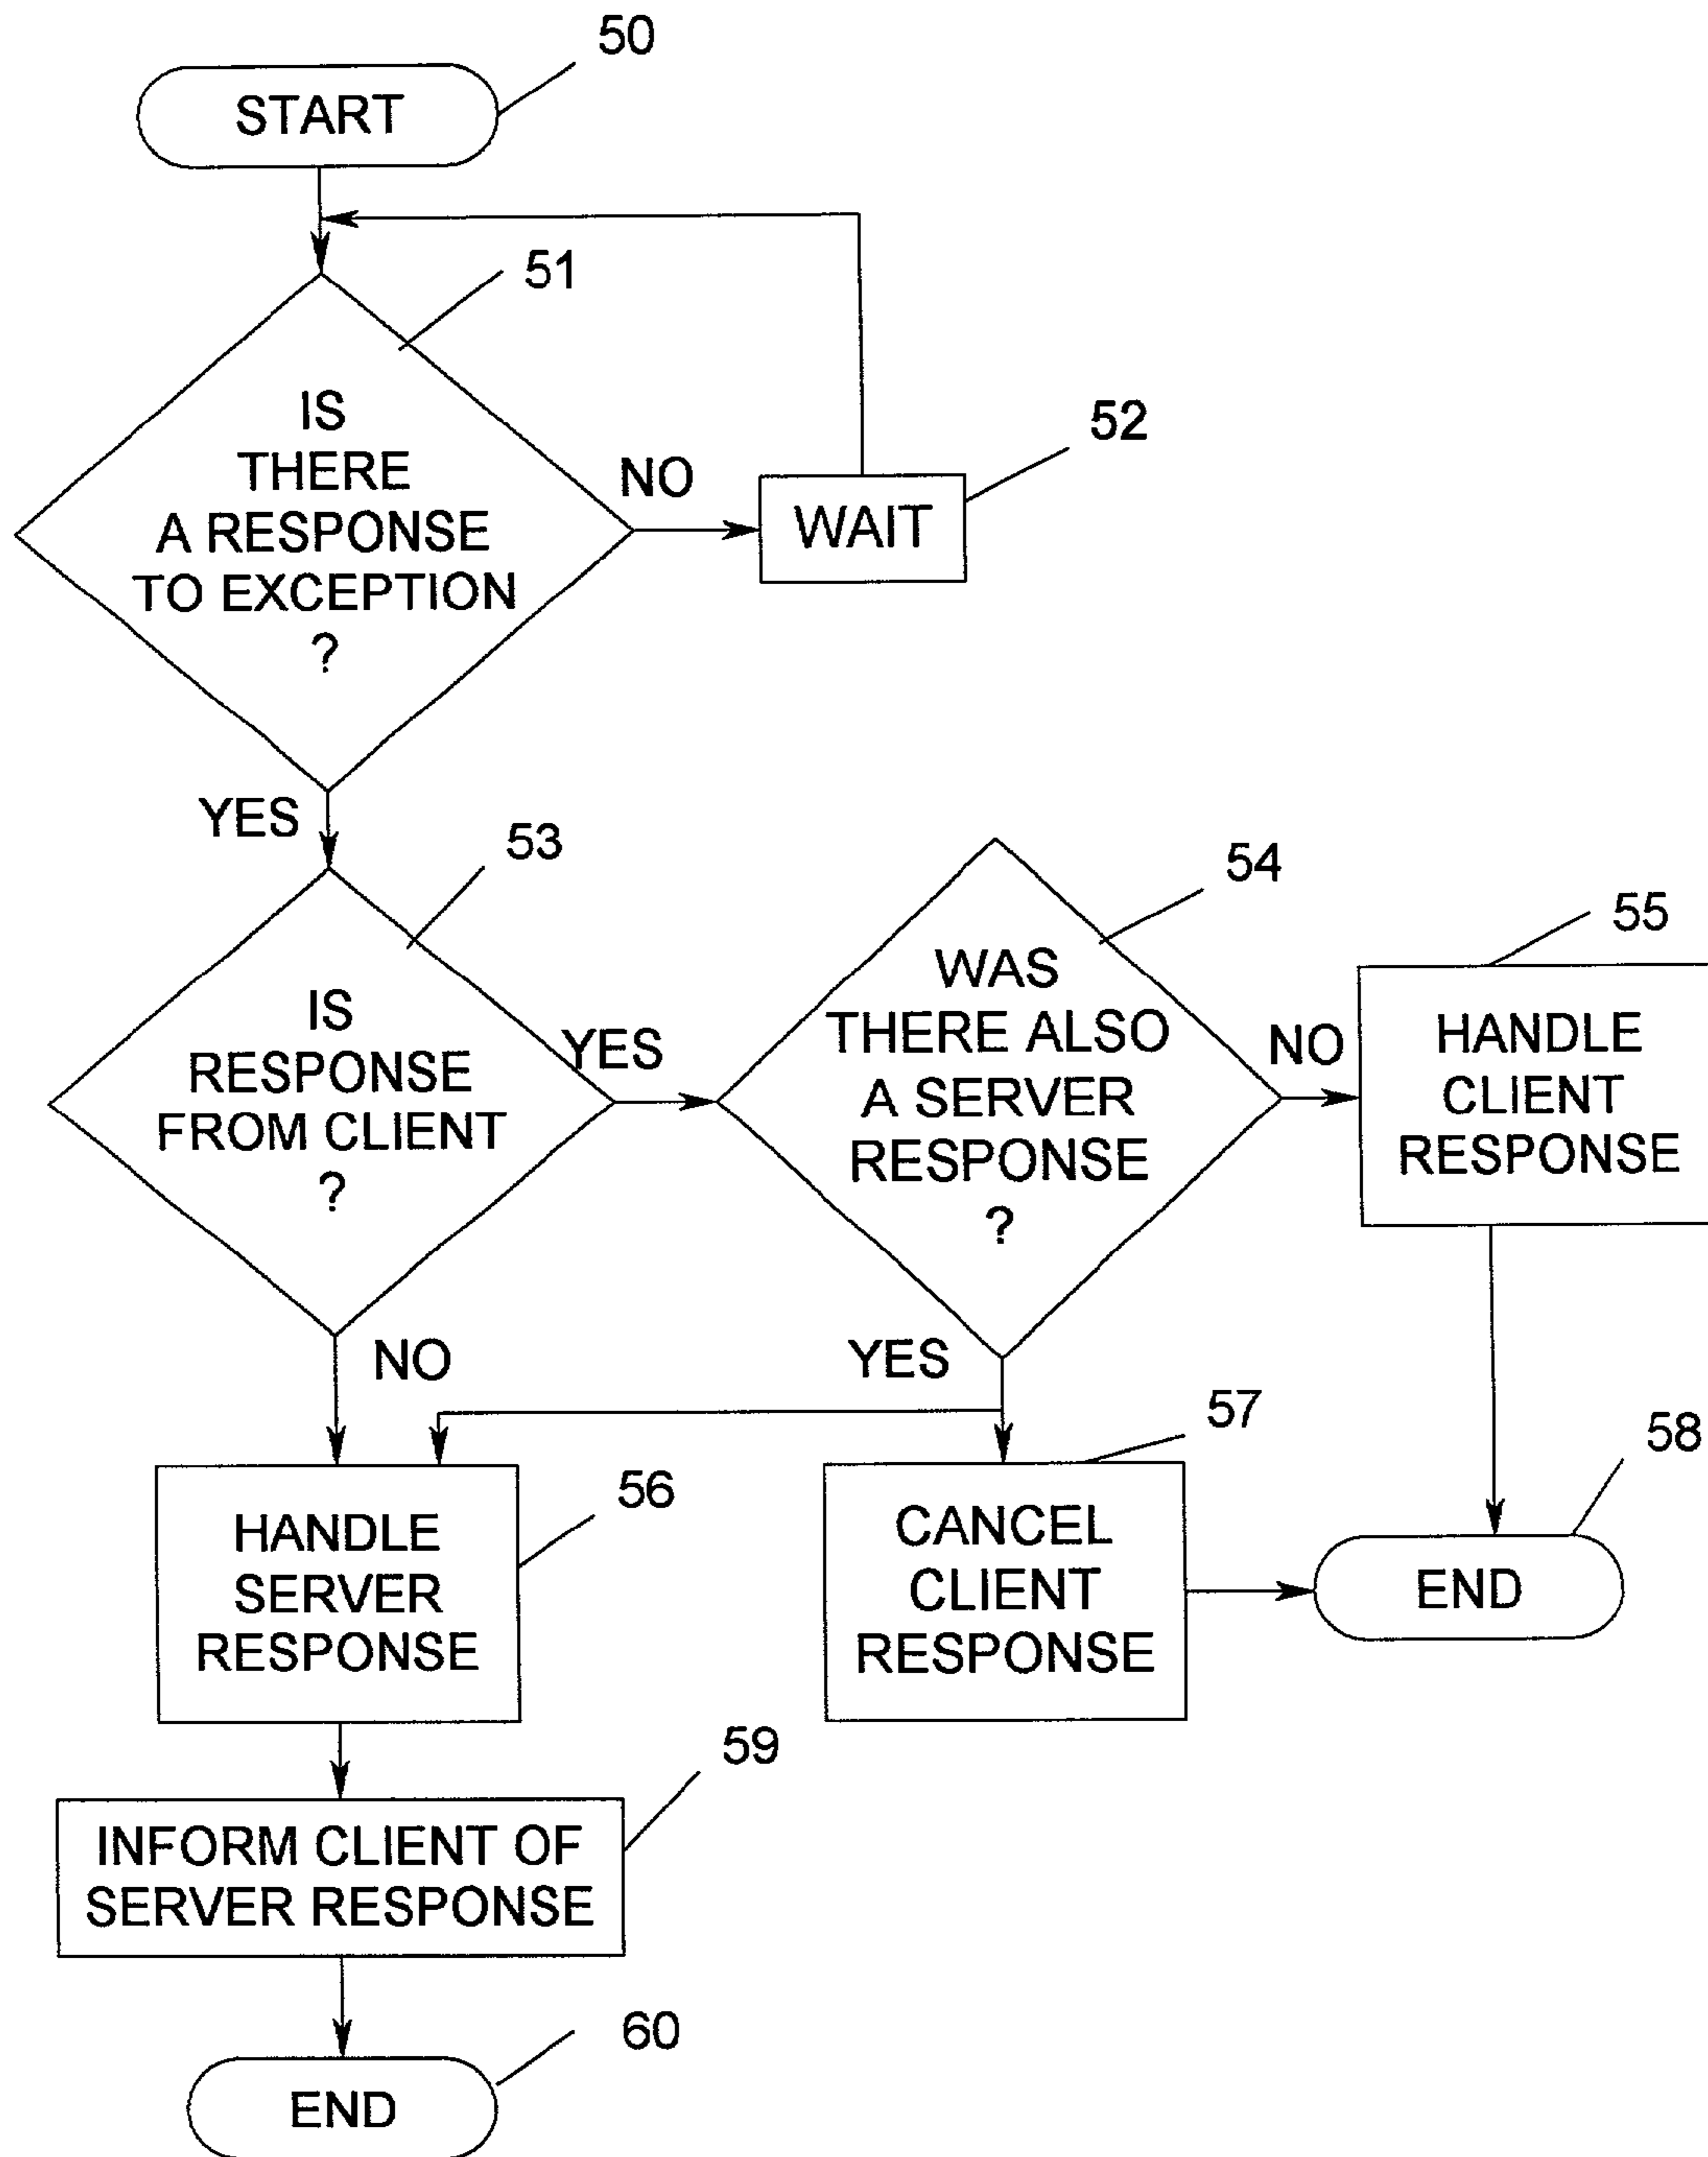 50
START
51
IS
THERE
A RESPONSE
TO EXCEPTION
?
NO
52
WAIT
YES
53
IS
RESPONSE
FROM CLIENT
?
YES
54
WAS
THERE ALSO
A SERVER
RESPONSE
?
NO
55
HANDLE
CLIENT
RESPONSE
NO
YES
56
HANDLE
SERVER
RESPONSE
57
CANCEL
CLIENT
RESPONSE
58
END
59
INFORM CLIENT OF
SERVER RESPONSE
60
END